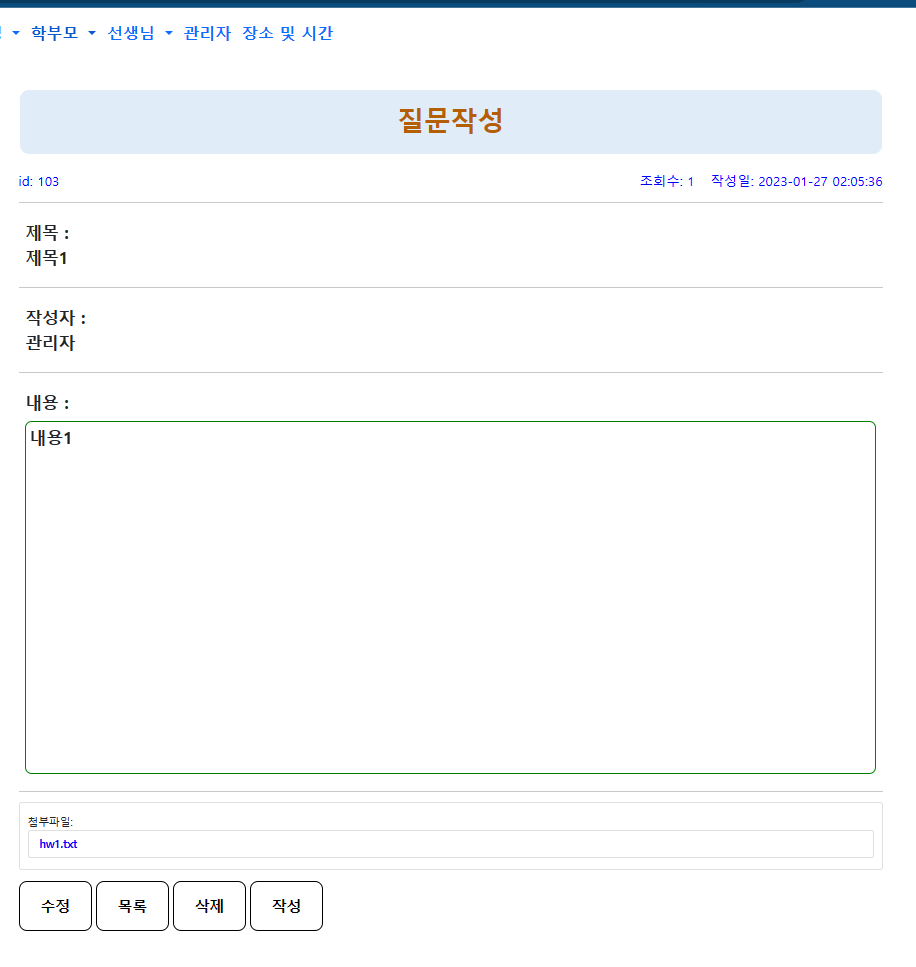 학부모 선생님 관리자 장소 및 시간
질문작성
id: 103 조회수: 1 작성일: 2023-01-27 02:05:36
제목 :
제목1
작성자 :
관리자
내용 :
내용1
첨부파일:
hw1.txt
수정 목록 삭제 작성